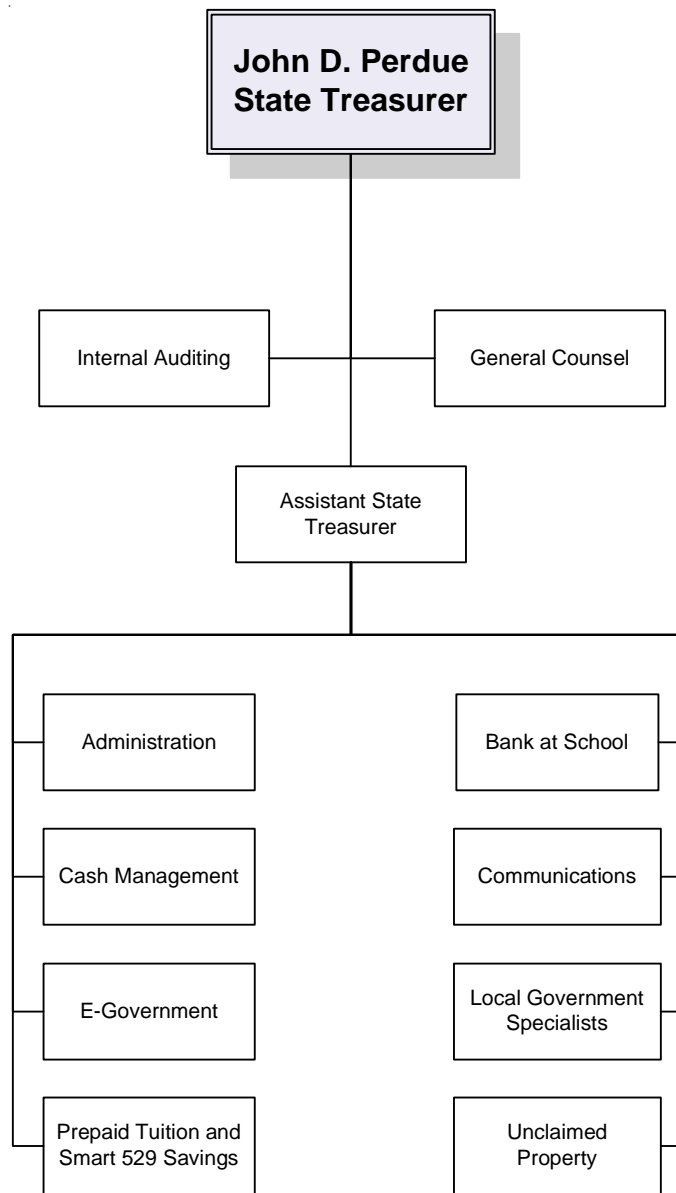 John D. Perdue
State Treasurer
Internal Auditing
General Counsel
Assistant State
Treasurer
Administration
Bank at School
Cash Management
Communications
E-Government
Local Government
Specialists
Prepaid Tuition and
Smart 529 Savings
Unclaimed
Property